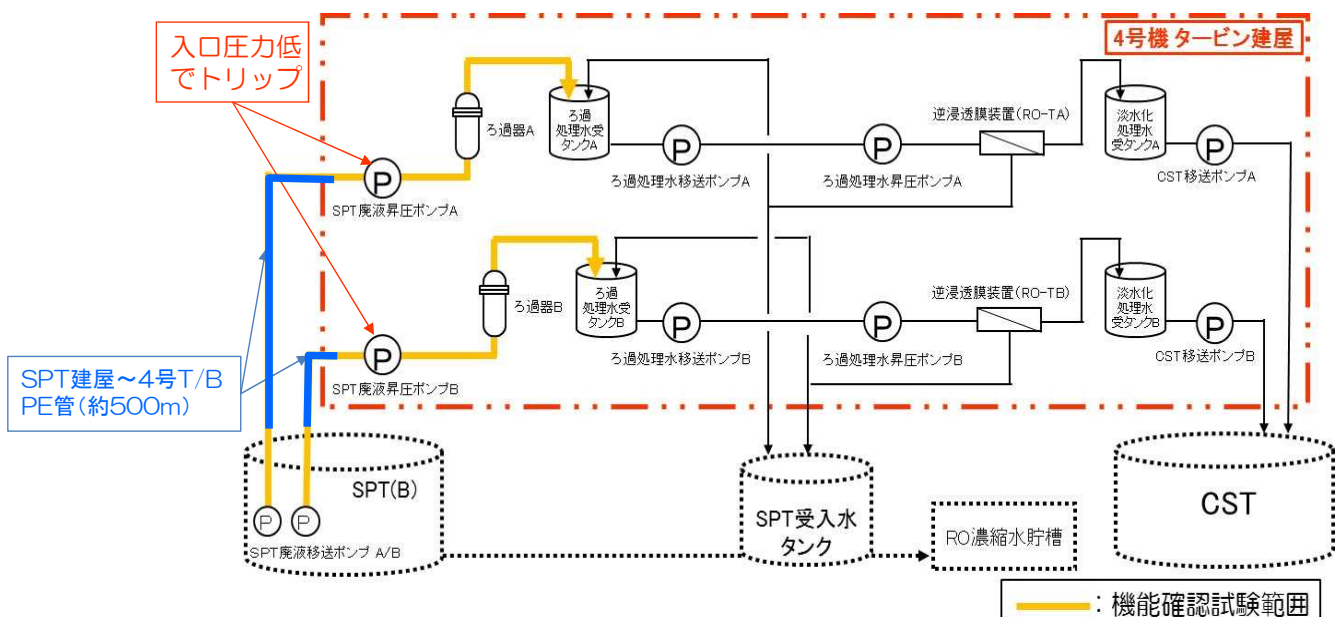 4号機 タービン建屋
入口圧力低
でトリップ
ろ過器A
ろ過
処理水受
タンクA
逆浸透膜装置(RO-TA)
淡水化
処理水
受タンクA
P
P
P
P
SPT廃液昇圧ポンプA
ろ過処理水移送ポンプA
ろ過処理水昇圧ポンプA
CST移送ポンプA
ろ過器B
ろ過
処理水受
タンクB
逆浸透膜装置(RO-TB)
淡水化
処理水
受タンクB
P
P
P
P
SPT廃液昇圧ポンプB
ろ過処理水移送ポンプB
ろ過処理水昇圧ポンプB
CST移送ポンプB
SPT建屋~4号T/B
PE管(約500m)
SPT(B)
P
P
SPT廃液移送ポンプ A/B
SPT受入水
タンク
RO濃縮水貯槽
CST
:機能確認試験範囲